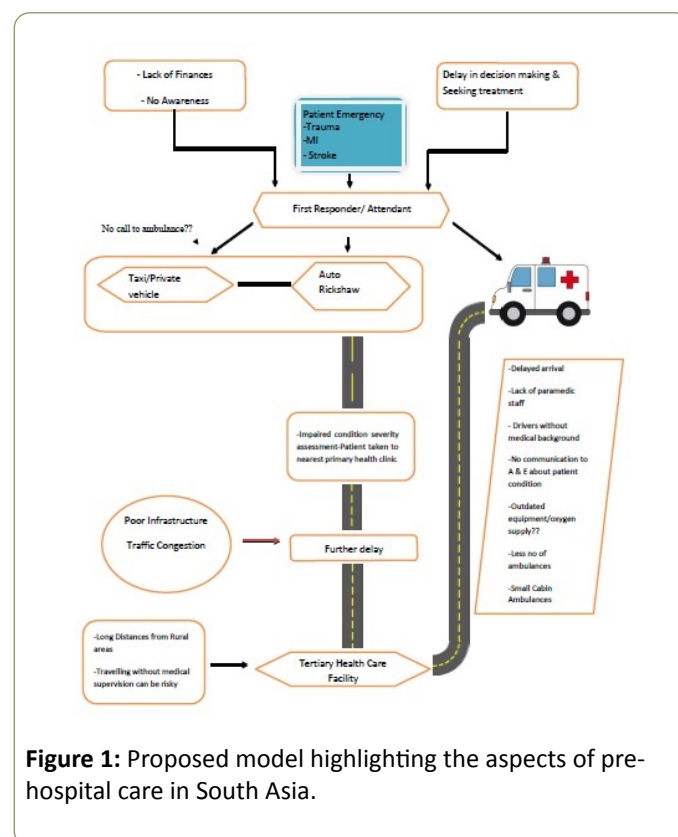 - Lack of Finances
- No Awareness
Patient Emergency
-Trauma
-MI
- Stroke
Delay in decision making &
Seeking treatment
First Responder/ Attendant
No call to ambulance??
Taxi/Private
vehicle
Auto
Rickshaw
-Impaired condition severity
assessment-Patient taken to
nearest primary health clinic
-Delayed arrival
-Lack of paramedic
staff
- Drivers without
medical background
-No communication to
A & E about patient
condition
-Outdated
equipment/oxygen
supply??
-Less no of
ambulances
-Small Cabin
Ambulances
Poor Infrastructure
Traffic Congestion
Further delay
-Long Distances from Rural
areas
-Travelling without medical
supervision can be risky
Tertiary Health Care
Facility
Figure 1: Proposed model highlighting the aspects of pre-
hospital care in South Asia.